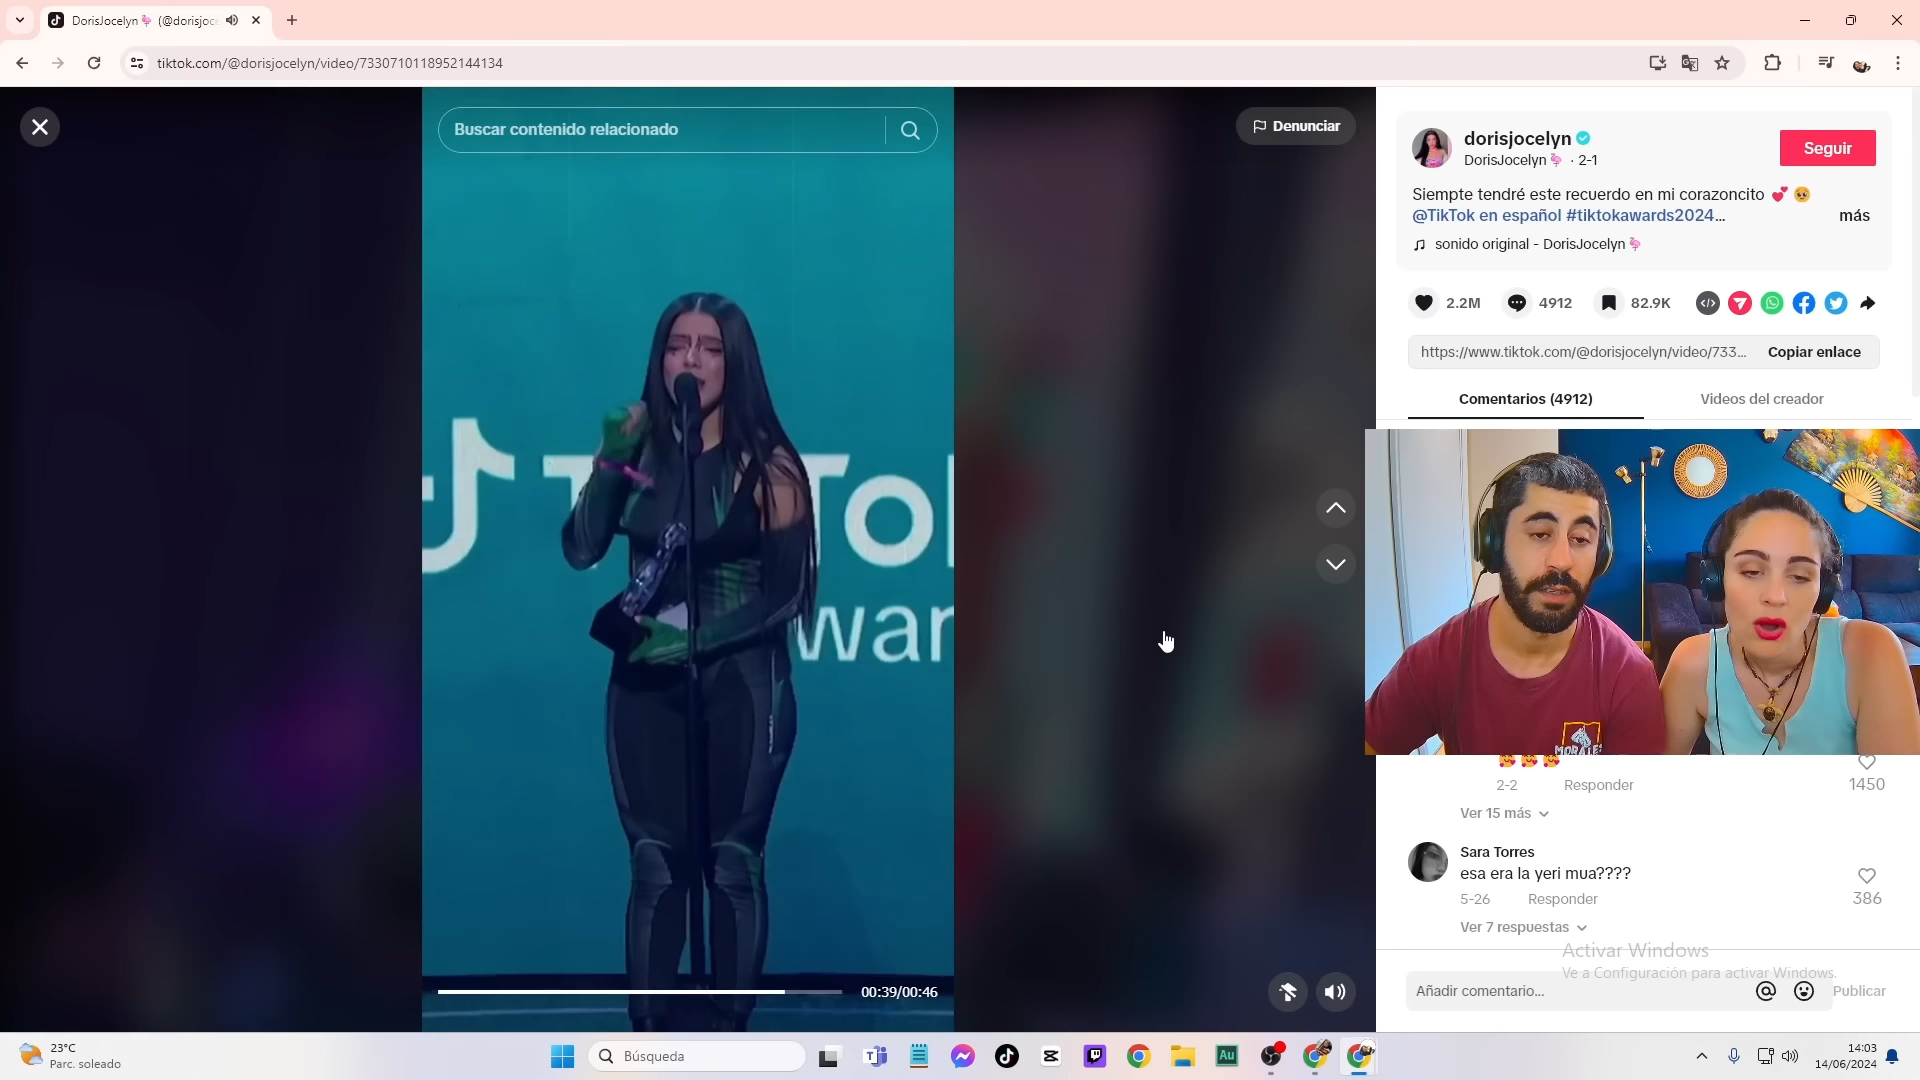 DorisJocelyn🦩 (@dorisjoce
tiktok.com/@dorisjocelyn/video/7330710118952144134
Buscar contenido relacionado
Denunciar
dorisjocelyn
DorisJocelyn🦩 · 2-1
Seguir
Siempte tendré este recuerdo en mi corazoncito 💕 🥹
@TikTok en español #tiktokawards2024...
más
sonido original - DorisJocelyn🦩
2.2M
4912
82.9K
https://www.tiktok.com/@dorisjocelyn/video/733...
Copiar enlace
Comentarios (4912)
Videos del creador
MORALES
🥰🥰🥰
2-2
Responder
1450
Ver 15 más
Sara Torres
esa era la yeri mua????
5-26
Responder
386
Ver 7 respuestas
Activar Windows
Ve a Configuración para activar Windows.
Añadir comentario...
Publicar
00:39/00:46
23°C
Parc. soleado
Búsqueda
Au
14:03
14/06/2024